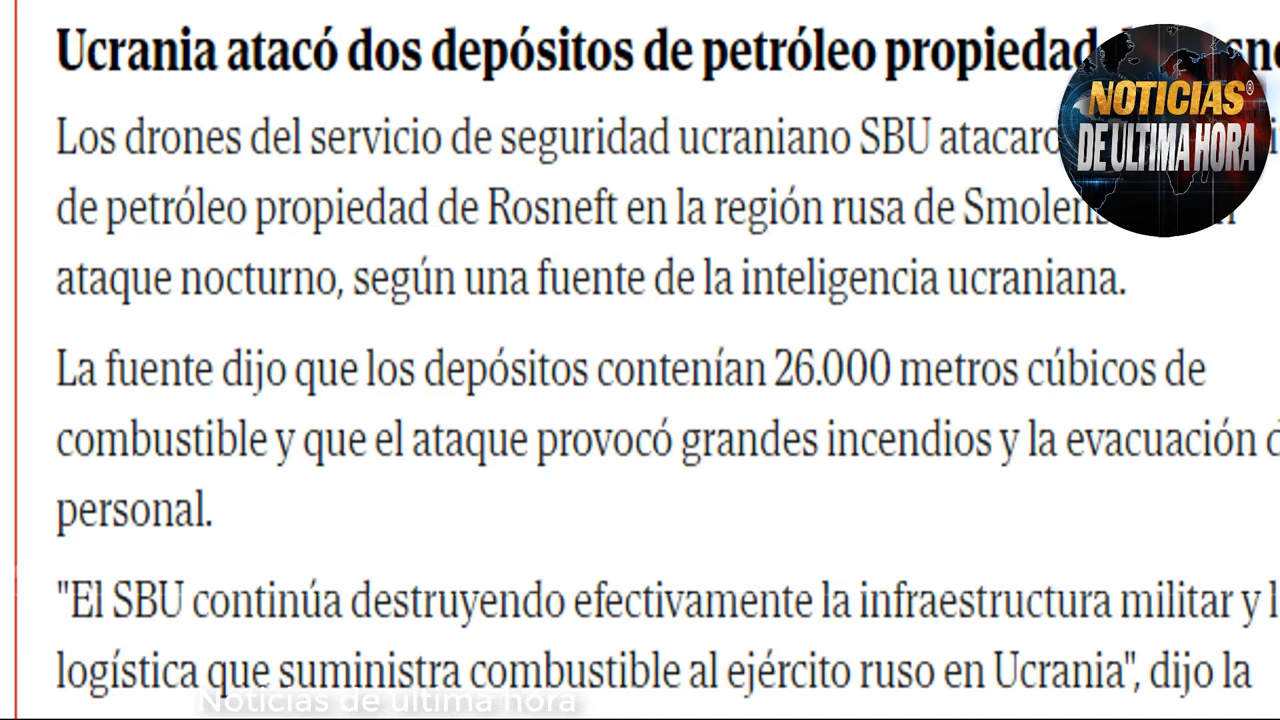 Ucrania atacó dos depósitos de petróleo propiedad
NOTICIAS®
DE ULTIMA HORA
Los drones del servicio de seguridad ucraniano SBU
de petróleo propiedad de Rosneft en la región rusa de
ataque nocturno, según una fuente de la inteligencia ucraniana.
La fuente dijo que los depósitos contenían 26.000 metros cúbicos de
combustible y que el ataque provocó grandes incendios y la evacuación
personal.
"El SBU continúa destruyendo efectivamente la infraestructura militar y
logística que suministra combustible al ejército ruso en Ucrania", dijo la
Noticias de ultima hora